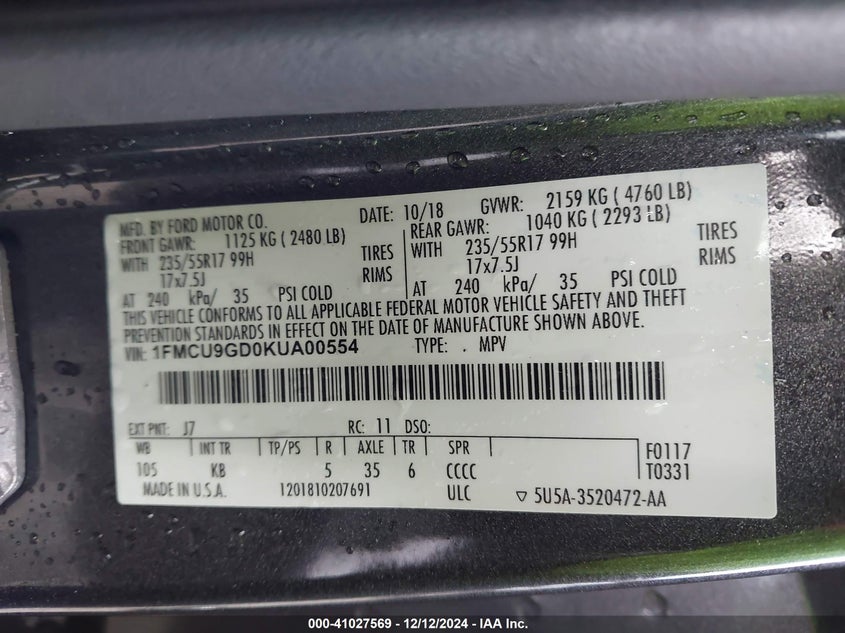 MFD. BY FORD MOTOR CO. DATE: 10/18 GVWR: 2159 KG ( 4760 LB)
FRONT GAWR: 1125 KG ( 2480 LB) REAR GAWR: 1040 KG ( 2293 LB)
WITH 235/55R17 99H TIRES WITH 235/55R17 99H TIRES
17x7.5J RIMS 17x7.5J RIMS
AT 240 kPa/ 35 PSI COLD AT 240 kPa/ 35 PSI COLD
THIS VEHICLE CONFORMS TO ALL APPLICABLE FEDERAL MOTOR VEHICLE SAFETY AND THEFT
PREVENTION STANDARDS IN EFFECT ON THE DATE OF MANUFACTURE SHOWN ABOVE.
VIN: 1FMCU9GD0KUA00554 TYPE: . MPV
EXT PNT: J7 RC: 11 DSO:
WB INT TR TP/PS R AXLE TR SPR F0117
105 KB 5 35 6 CCCC T0331
MADE IN U.S.A. 1201810207691 ULC ▽ 5U5A-3520472-AA
000-41027569 - 12/12/2024 - IAA Inc.